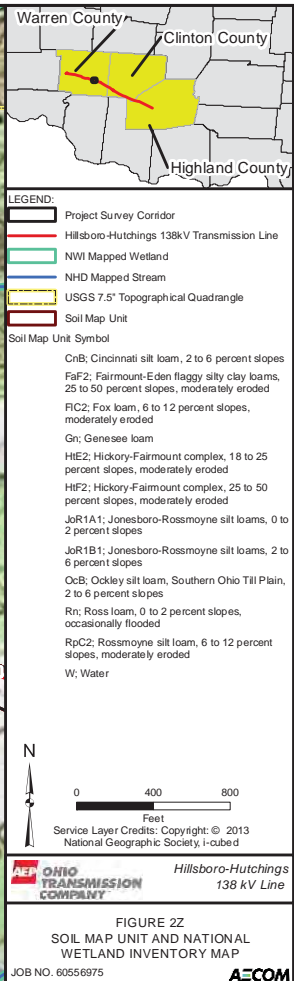 Warren County
Clinton County
Highland County
LEGEND:
Project Survey Corridor
Hillsboro-Hutchings 138kV Transmission Line
NWI Mapped Wetland
NHD Mapped Stream
USGS 7.5" Topographical Quadrangle
Soil Map Unit
Soil Map Unit Symbol
CnB; Cincinnati silt loam, 2 to 6 percent slopes
FaF2; Fairmount-Eden flaggy silty clay loams,
25 to 50 percent slopes, moderately eroded
FlC2; Fox loam, 6 to 12 percent slopes,
moderately eroded
Gn; Genesee loam
HtE2; Hickory-Fairmount complex, 18 to 25
percent slopes, moderately eroded
HtF2; Hickory-Fairmount complex, 25 to 50
percent slopes, moderately eroded
JoR1A1; Jonesboro-Rossmoyne silt loams, 0 to
2 percent slopes
JoR1B1; Jonesboro-Rossmoyne silt loams, 2 to
6 percent slopes
OcB; Ockley silt loam, Southern Ohio Till Plain,
2 to 6 percent slopes
Rn; Ross loam, 0 to 2 percent slopes,
occasionally flooded
RpC2; Rossmoyne silt loam, 6 to 12 percent
slopes, moderately eroded
W; Water
N
0 400 800
Feet
Service Layer Credits: Copyright: © 2013
National Geographic Society, i-cubed
AEP OHIO
TRANSMISSION
COMPANY
Hillsboro-Hutchings
138 kV Line
FIGURE 2Z
SOIL MAP UNIT AND NATIONAL
WETLAND INVENTORY MAP
JOB NO. 60556975
AECOM